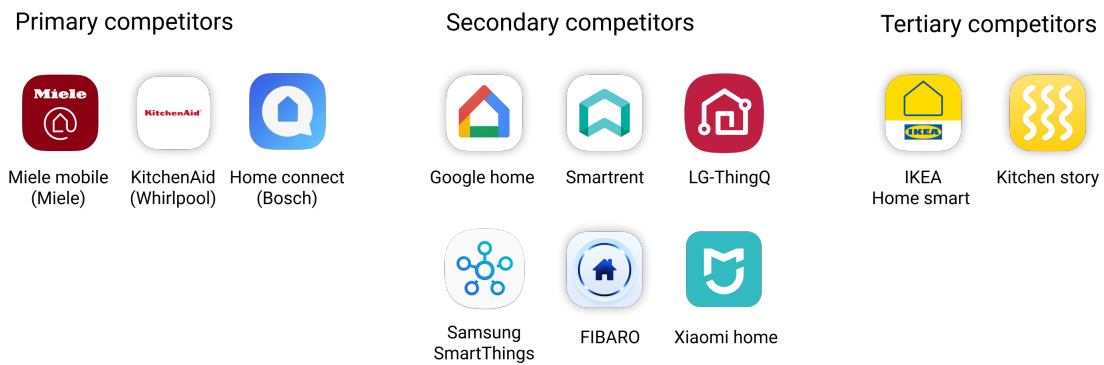 Primary competitors
Secondary competitors
Tertiary competitors
Miele
KitchenAid
IKEA
Miele mobile
(Miele)
KitchenAid
(Whirlpool)
Home connect
(Bosch)
Google home
Smartrent
LG-ThingQ
IKEA
Home smart
Kitchen story
Samsung
SmartThings
FIBARO
Xiaomi home